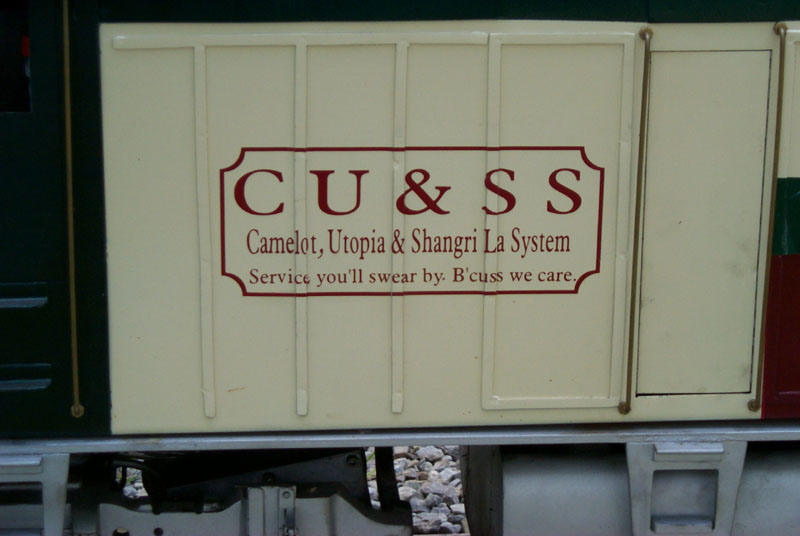 CU & SS
Camelot, Utopia & Shangri La System
Service you'll swear by. B'cuss we care.